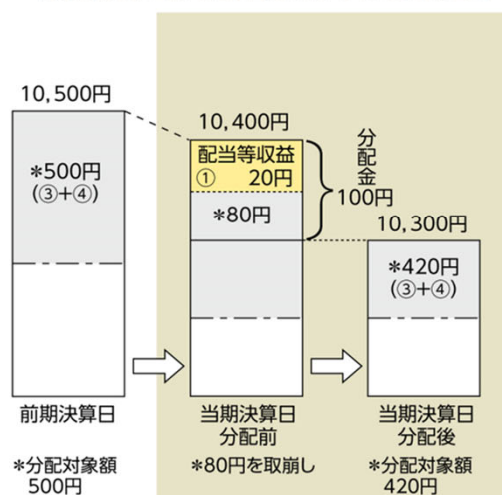 10,500円
*500円
(③+④)
前期決算日
*分配対象額
500円
10,400円
配当等収益
① 20円
*80円
分配金
100円
当期決算日
分配前
*80円を取崩し
10,300円
*420円
(③+④)
当期決算日
分配後
*分配対象額
420円